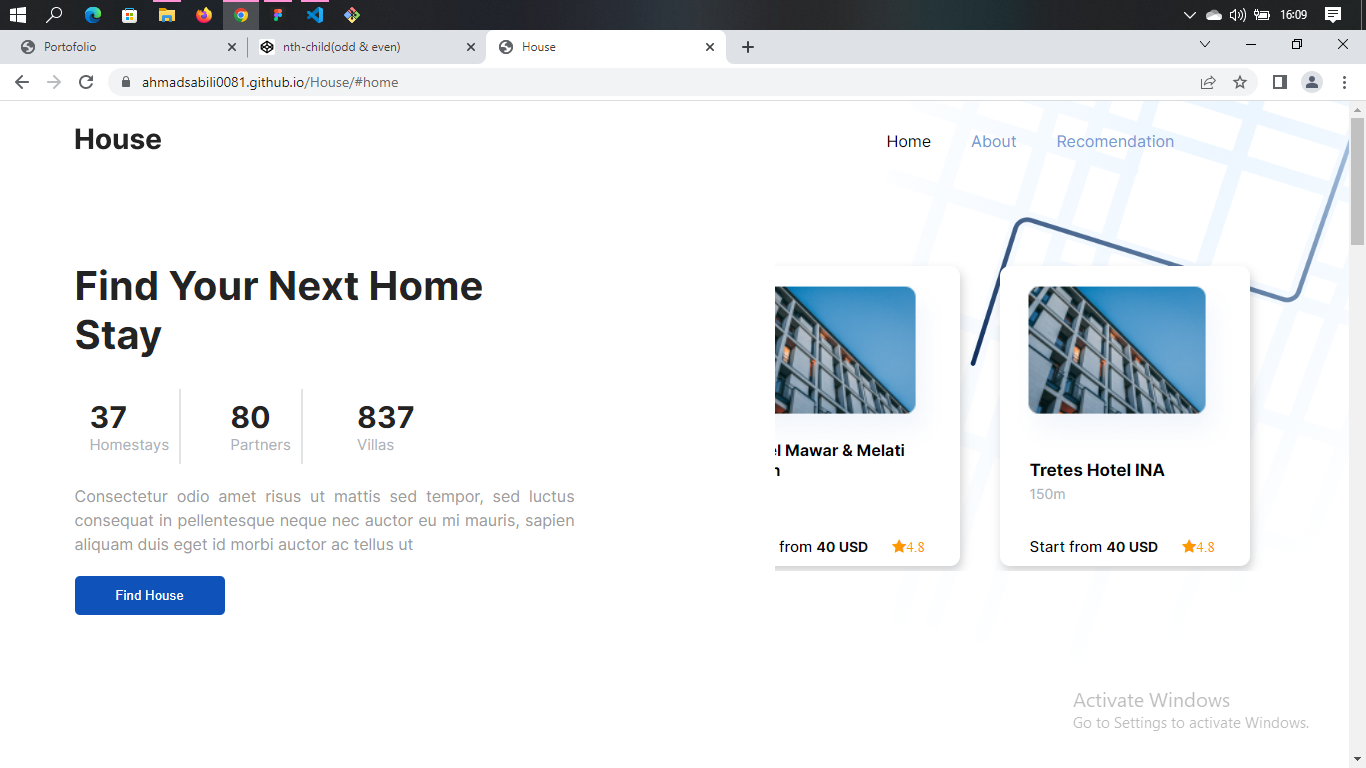 16:09
Portofolio
nth-child(odd & even)
House
ahmadsabili0081.github.io/House/#home
House
Home About Recomendation
Find Your Next Home
Stay
37 80 837
Homestays Partners Villas
Consectetur odio amet risus ut mattis sed tempor, sed luctus
consequat in pellentesque neque nec auctor eu mi mauris, sapien
aliquam duis eget id morbi auctor ac tellus ut
Find House
Mawar & Melati
from 40 USD 4.8
Tretes Hotel INA
150m
Start from 40 USD 4.8
Activate Windows
Go to Settings to activate Windows.